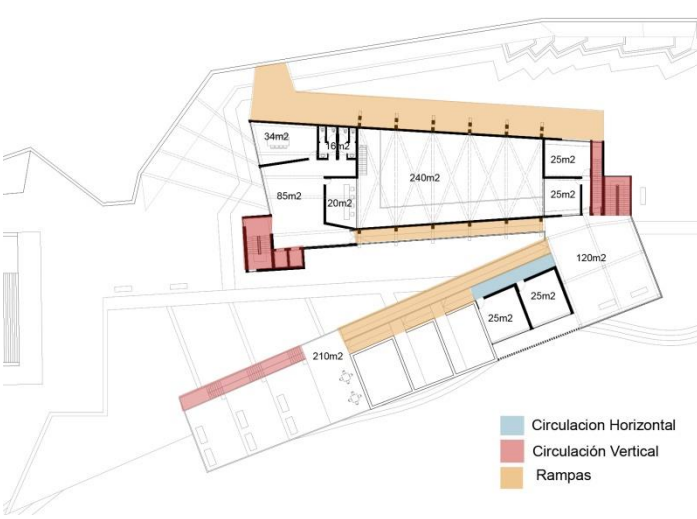 34m2
16m2
85m2
20m2
240m2
25m2
25m2
120m2
25m2
25m2
210m2
Circulacion Horizontal
Circulación Vertical
Rampas